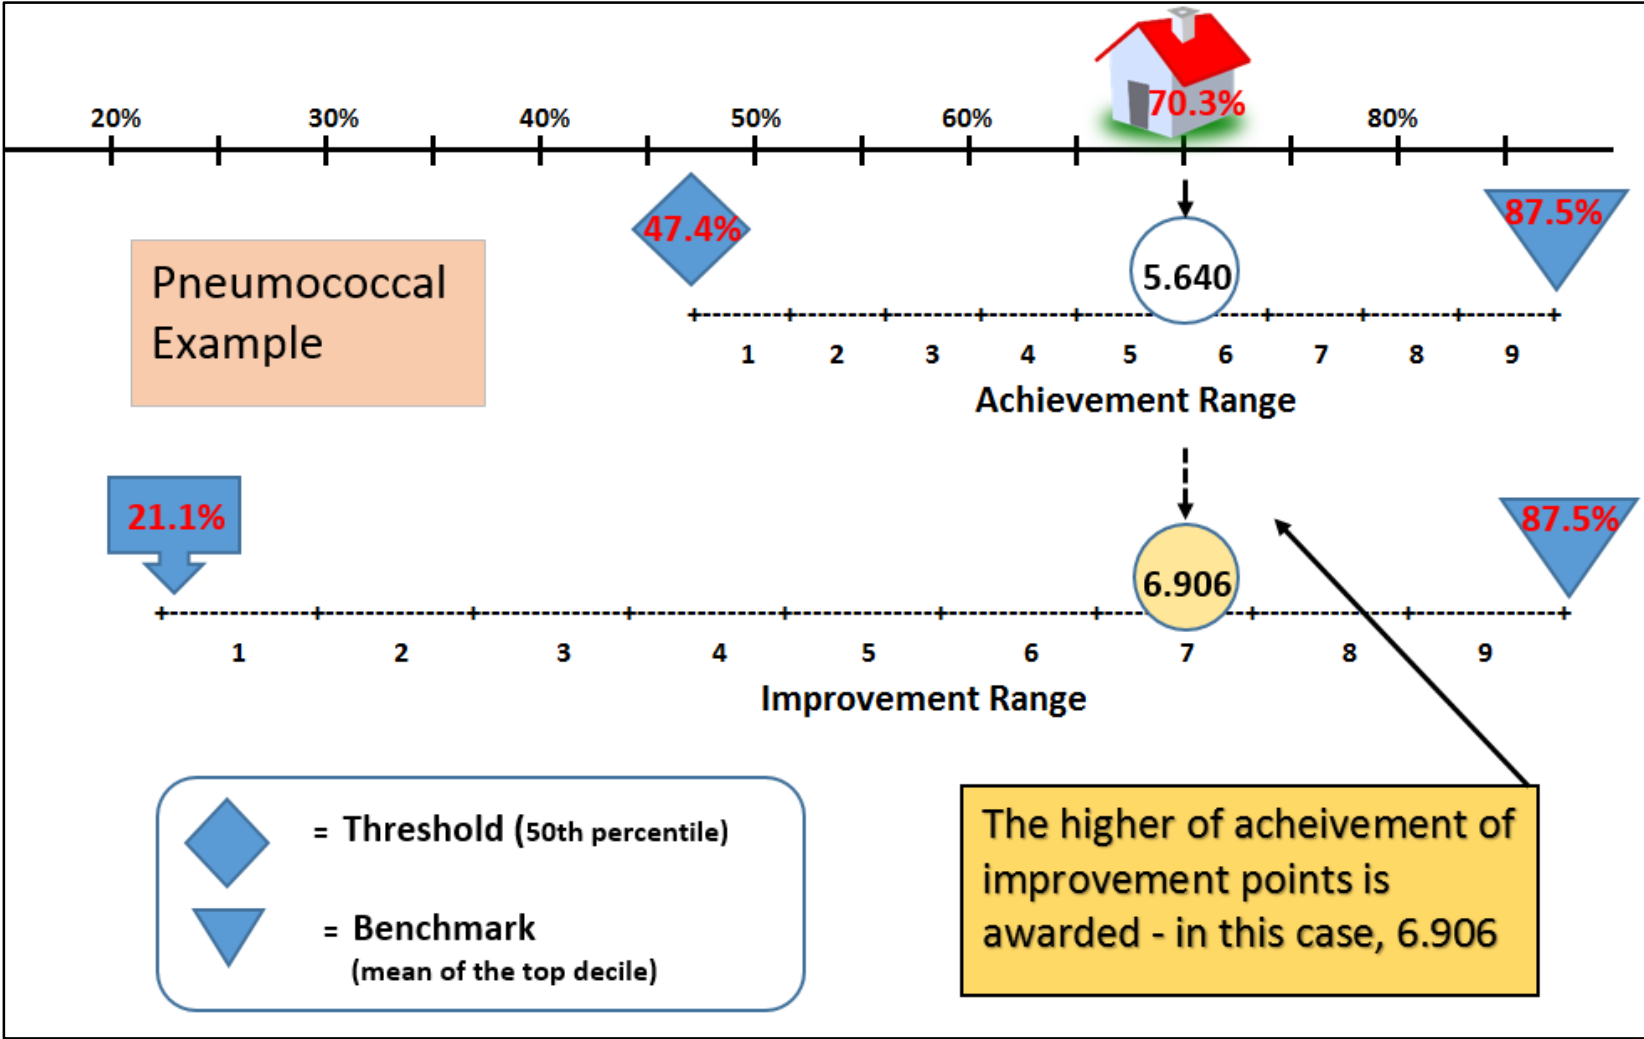 70.3%
20% 30% 40% 50% 60% 80%
47.4%
87.5%
Pneumococcal
Example
5.640
+--------+--------+--------+--------+--------+--------+--------+--------+--------+
1 2 3 4 5 6 7 8 9
Achievement Range
21.1%
87.5%
6.906
1 2 3 4 5 6 7 8 9
Improvement Range
= Threshold (50th percentile)
= Benchmark
(mean of the top decile)
The higher of acheivement of
improvement points is
awarded - in this case, 6.906